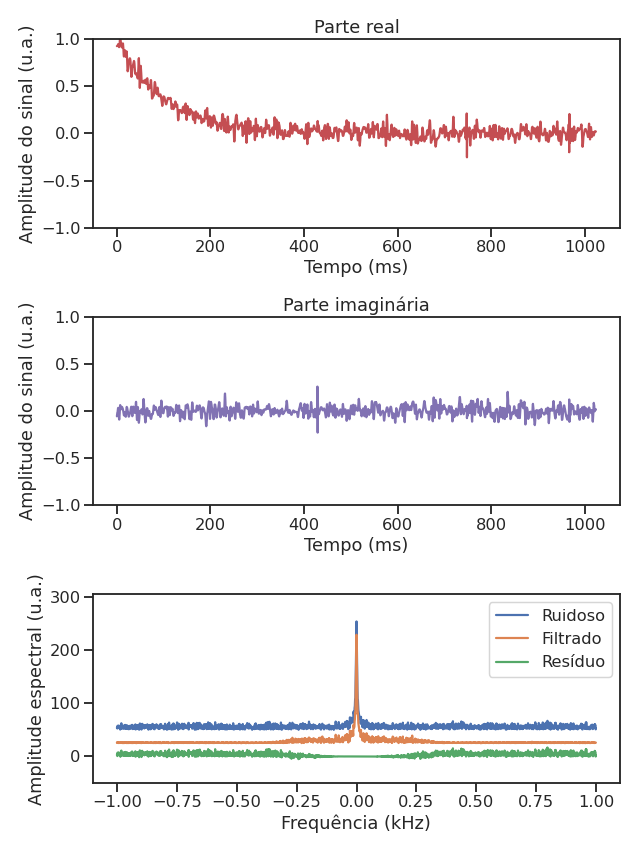 Parte real
Amplitude do sinal (u.a.)
1.0
0.5
0.0
−0.5
−1.0
0 200 400 600 800 1000
Tempo (ms)
Parte imaginária
Amplitude do sinal (u.a.)
1.0
0.5
0.0
−0.5
−1.0
0 200 400 600 800 1000
Tempo (ms)
Amplitude espectral (u.a.)
300
200
100
0
Ruidoso
Filtrado
Resíduo
−1.00 −0.75 −0.50 −0.25 0.00 0.25 0.50 0.75 1.00
Frequência (kHz)